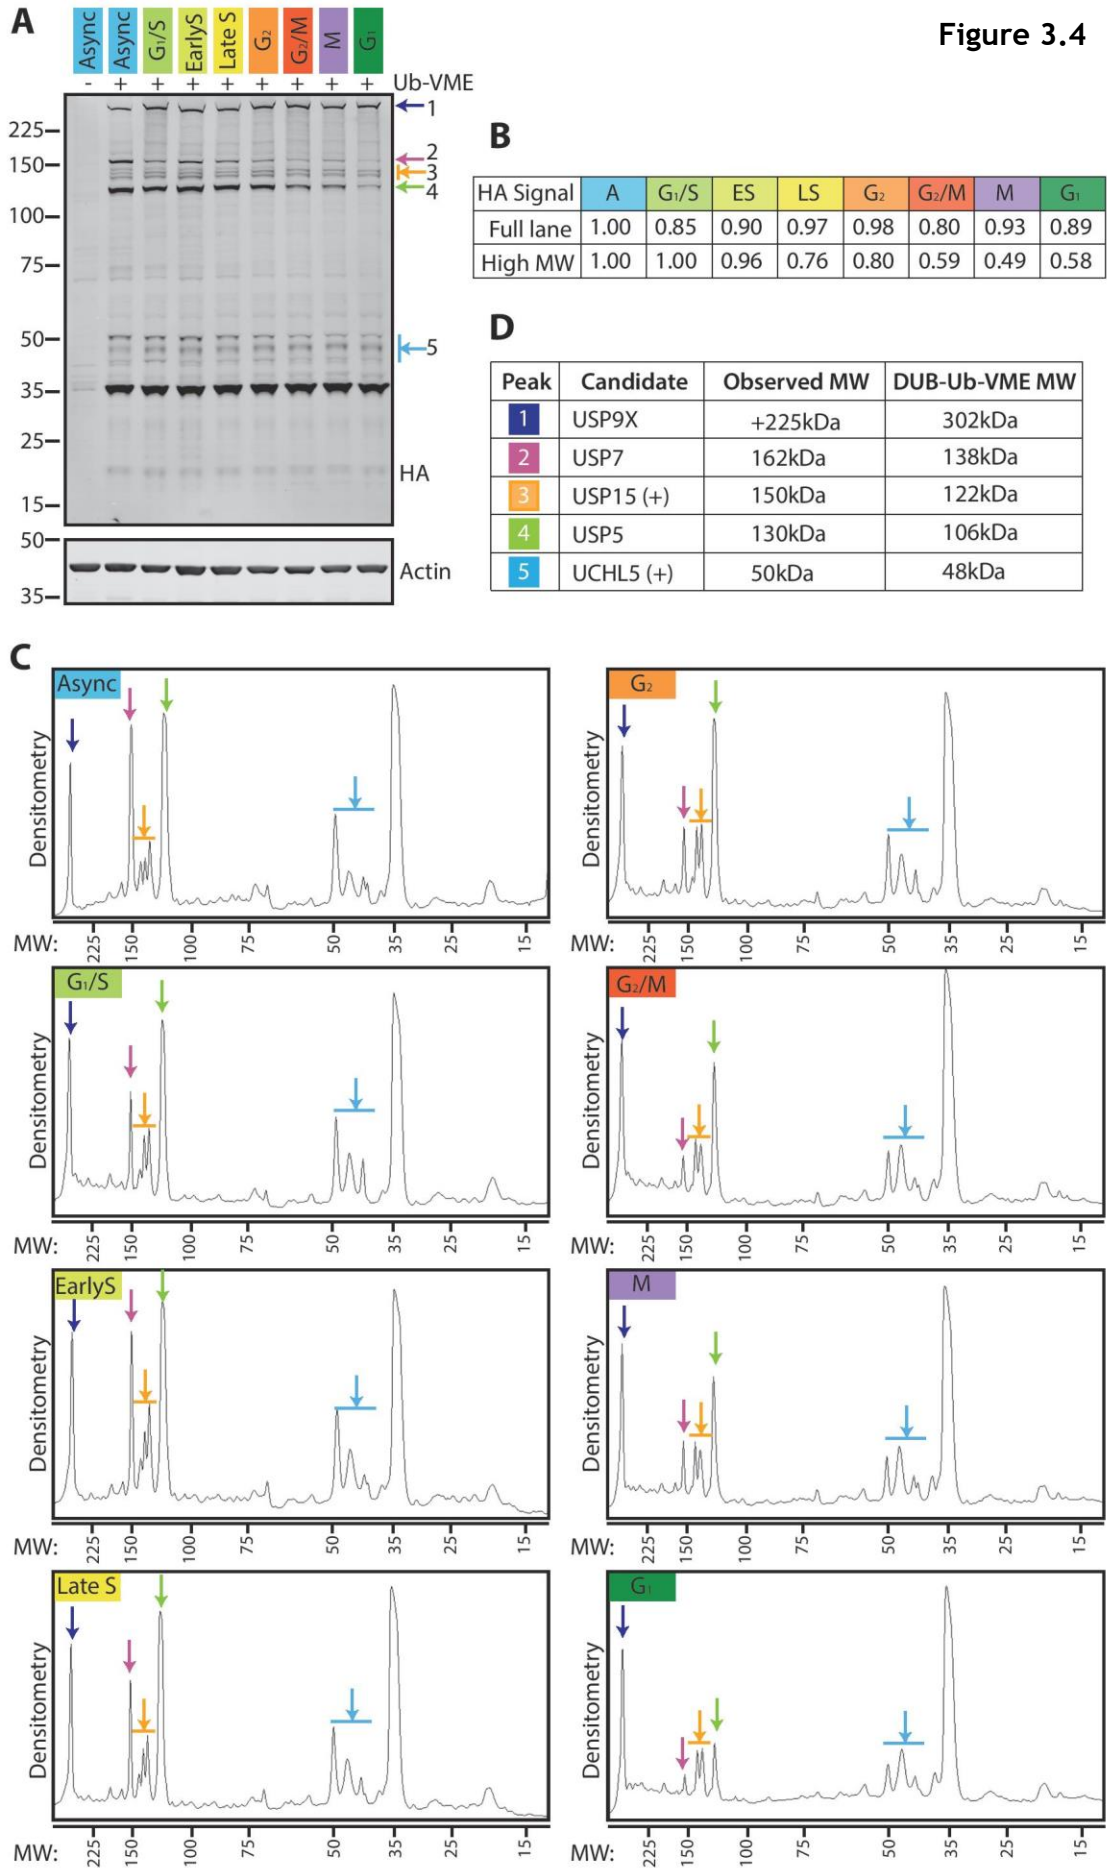 Figure 3.4
A
Async Async G₁/S EarlyS Late S G₂ G₂/M M G₁
- + + + + + + + + Ub-VME
1
225
2
150
3
4
100
75
50
5
35
25
HA
15
50
Actin
35
B
HA Signal A G₁/S ES LS G₂ G₂/M M G₁
Full lane 1.00 0.85 0.90 0.97 0.98 0.80 0.93 0.89
High MW 1.00 1.00 0.96 0.76 0.80 0.59 0.49 0.58
D
Peak Candidate Observed MW DUB-Ub-VME MW
1 USP9X +225kDa 302kDa
2 USP7 162kDa 138kDa
3 USP15 (+) 150kDa 122kDa
4 USP5 130kDa 106kDa
5 UCHL5 (+) 50kDa 48kDa
C
Async
Densitometry
MW: 225 150 100 75 50 35 25 15
G₂
Densitometry
MW: 225 150 100 75 50 35 25 15
G₁/S
Densitometry
MW: 225 150 100 75 50 35 25 15
G₂/M
Densitometry
MW: 225 150 100 75 50 35 25 15
EarlyS
Densitometry
MW: 225 150 100 75 50 35 25 15
M
Densitometry
MW: 225 150 100 75 50 35 25 15
Late S
Densitometry
MW: 225 150 100 75 50 35 25 15
G₁
Densitometry
MW: 225 150 100 75 50 35 25 15